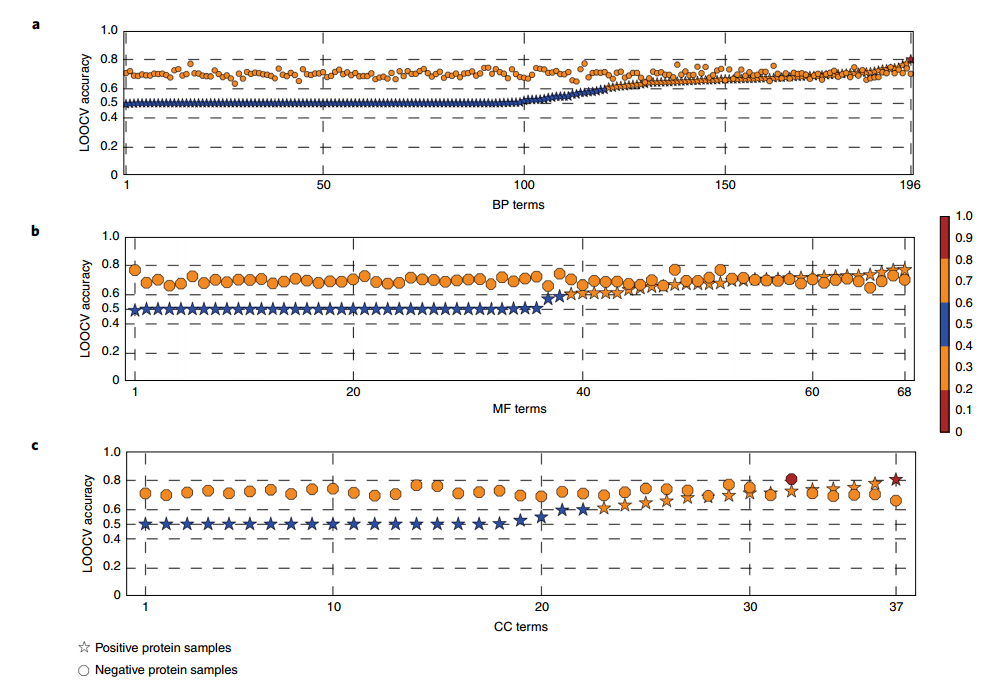 a
1.0
0.8
0.6
0.5
0.4
0.2
0
LOOCV accuracy
1 50 100 150 196
BP terms
b
1.0
0.8
0.6
0.5
0.4
0.2
0
LOOCV accuracy
1 20 40 60 68
MF terms
1.0
0.9
0.8
0.7
0.6
0.5
0.4
0.3
0.2
0.1
0
c
1.0
0.8
0.6
0.5
0.4
0.2
0
LOOCV accuracy
1 10 20 30 37
CC terms
Positive protein samples
Negative protein samples